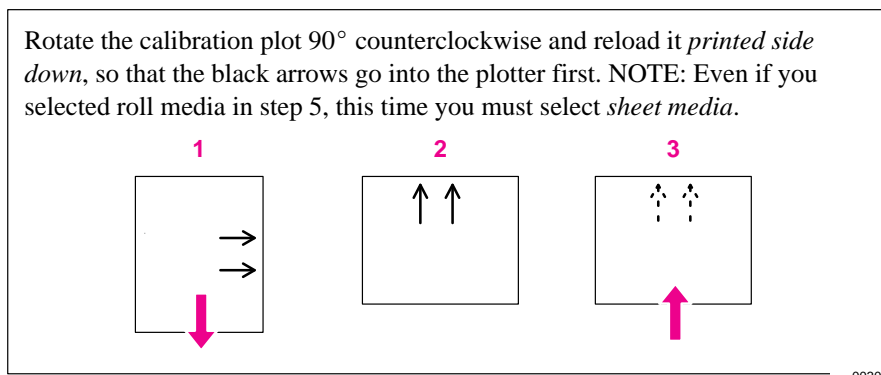 Rotate the calibration plot 90° counterclockwise and reload it printed side
down, so that the black arrows go into the plotter first. NOTE: Even if you
selected roll media in step 5, this time you must select sheet media.
1 2 3